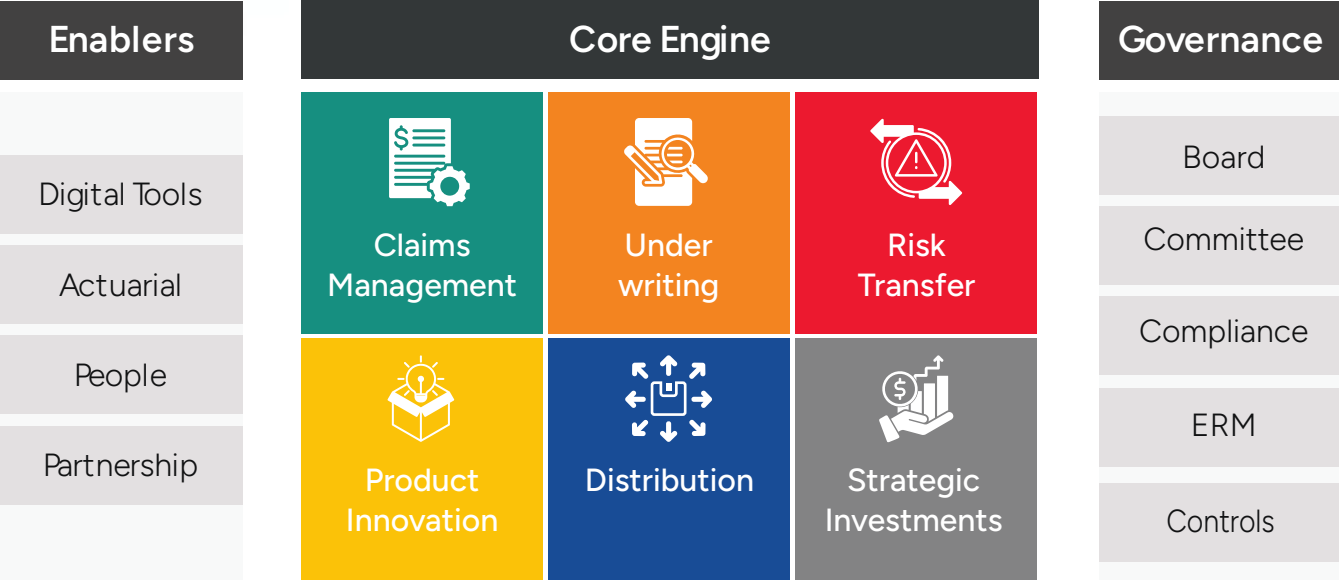 Enablers
Digital Tools
Actuarial
People
Partnership
Core Engine
$
Claims
Management
Under
writing
Risk
Transfer
Product
Innovation
Distribution
$
Strategic
Investments
Governance
Board
Committee
Compliance
ERM
Controls